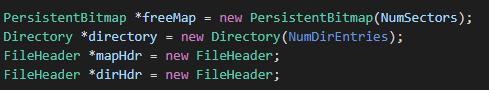 PersistentBitmap *freeMap = new PersistentBitmap(NumSectors);
Directory *directory = new Directory(NumDirEntries);
FileHeader *mapHdr = new FileHeader;
FileHeader *dirHdr = new FileHeader;